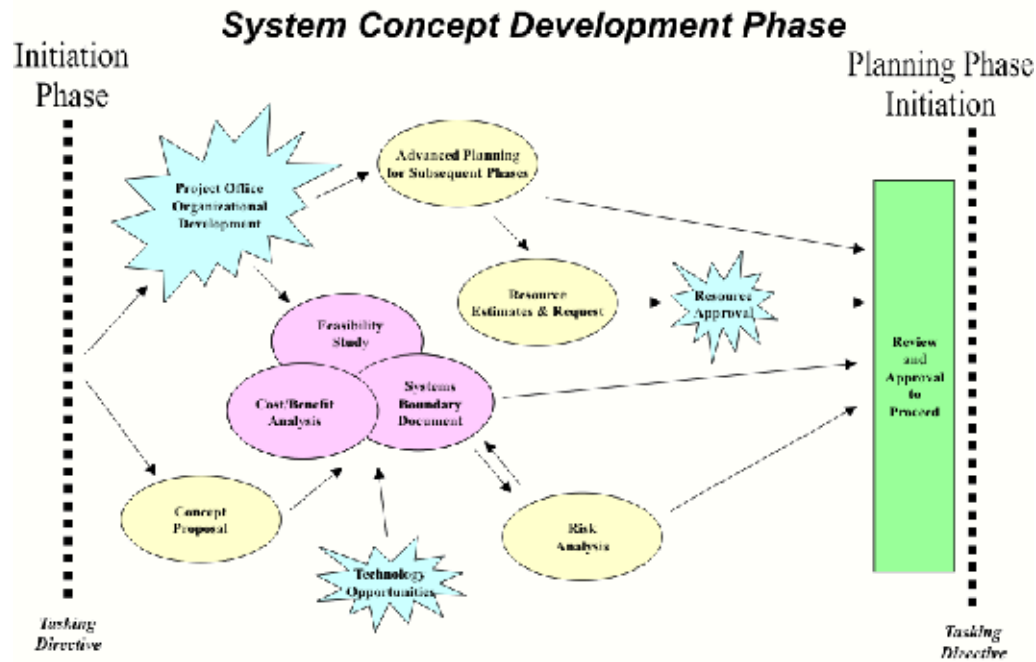 System Concept Development Phase
Initiation
Phase
Planning Phase
Initiation
Project Office
Organizational
Development
Advanced Planning
for Subsequent Phases
Resource
Estimates & Request
Resource
Approval
Feasibility
Study
Cost/Benefit
Analysis
Systems
Boundary
Document
Review
and
Approval
to
Proceed
Concept
Proposal
Technology
Opportunities
Risk
Analysis
Tasking
Directive
Tasking
Directive